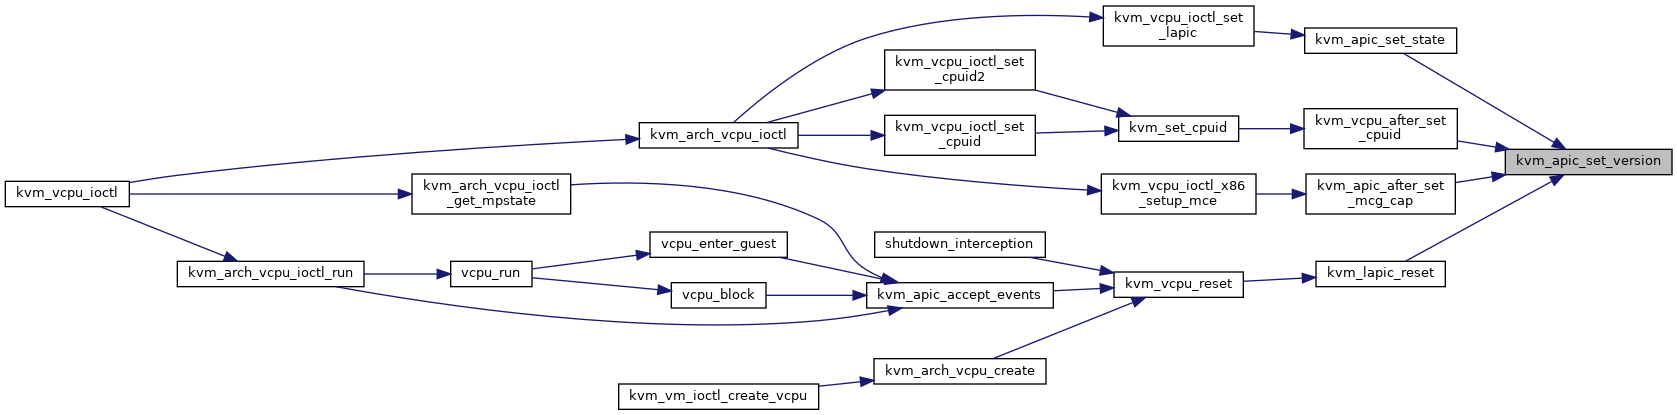 kvm_vcpu_ioctl_set
_lapic
kvm_apic_set_state
kvm_vcpu_ioctl_set
_cpuid2
kvm_arch_vcpu_ioctl
kvm_vcpu_ioctl_set
_cpuid
kvm_set_cpuid
kvm_vcpu_after_set
_cpuid
kvm_apic_set_version
kvm_vcpu_ioctl
kvm_arch_vcpu_ioctl
_get_mpstate
kvm_vcpu_ioctl_x86
_setup_mce
kvm_apic_after_set
_mcg_cap
vcpu_enter_guest
shutdown_interception
kvm_arch_vcpu_ioctl_run
vcpu_run
vcpu_block
kvm_apic_accept_events
kvm_vcpu_reset
kvm_lapic_reset
kvm_arch_vcpu_create
kvm_vm_ioctl_create_vcpu